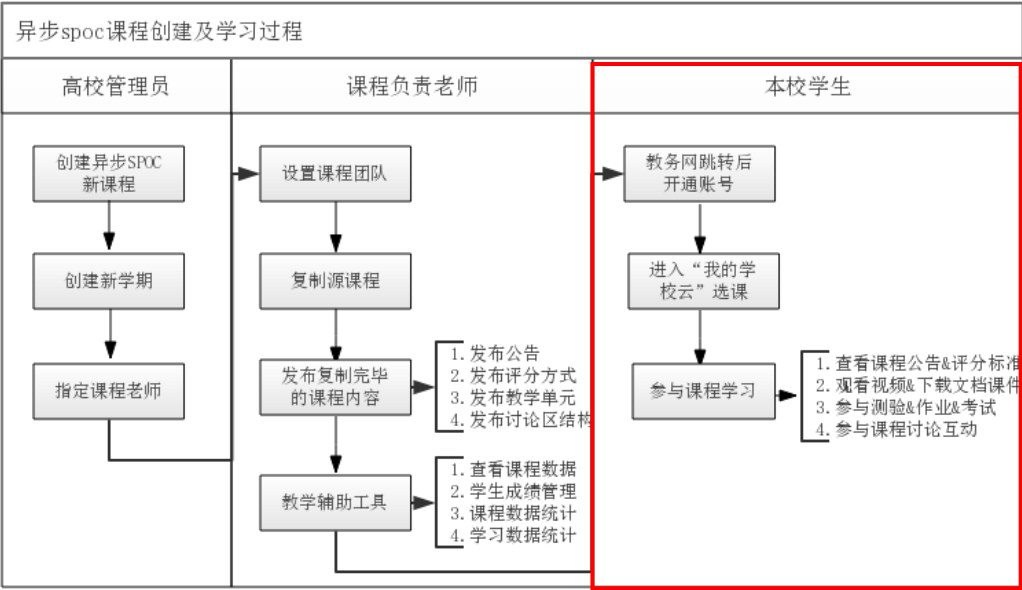 异步spoc课程创建及学习过程
高校管理员
课程负责老师
本校学生
创建异步SPOC
新课程
创建新学期
指定课程老师
设置课程团队
复制源课程
发布复制完毕
的课程内容
1.发布公告
2.发布评分方式
3.发布教学单元
4.发布讨论区结构
教学辅助工具
1.查看课程数据
2.学生成绩管理
3.课程数据统计
4.学习数据统计
教务网跳转后
开通账号
进入“我的学
校云”选课
参与课程学习
1.查看课程公告&评分标准
2.观看视频&下载文档课件
3.参与测验&作业&考试
4.参与课程讨论互动